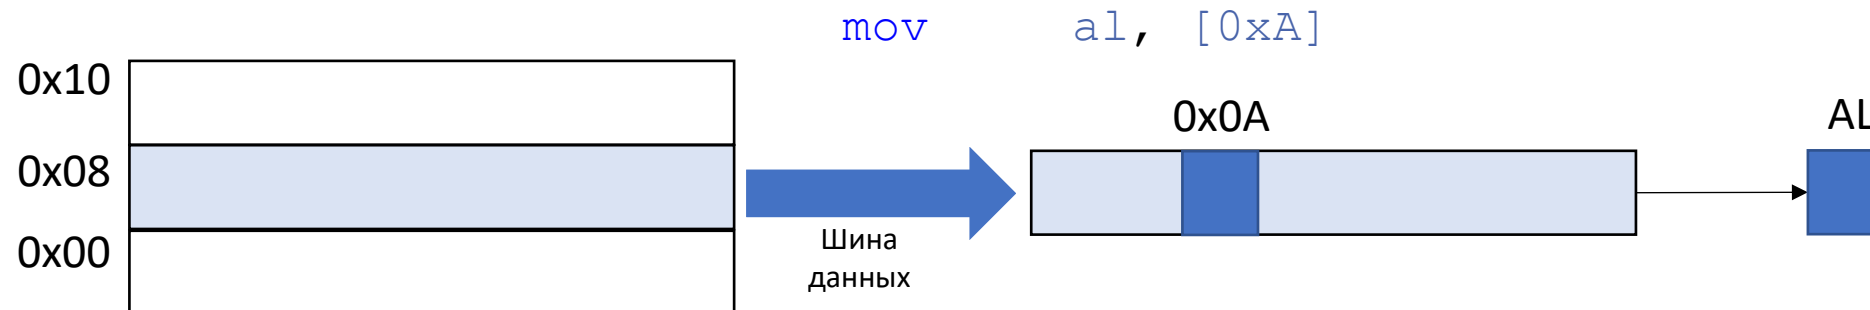 mov al, [0xA]
0x10
0x0A
AL
0x08
Шина
данных
0x00